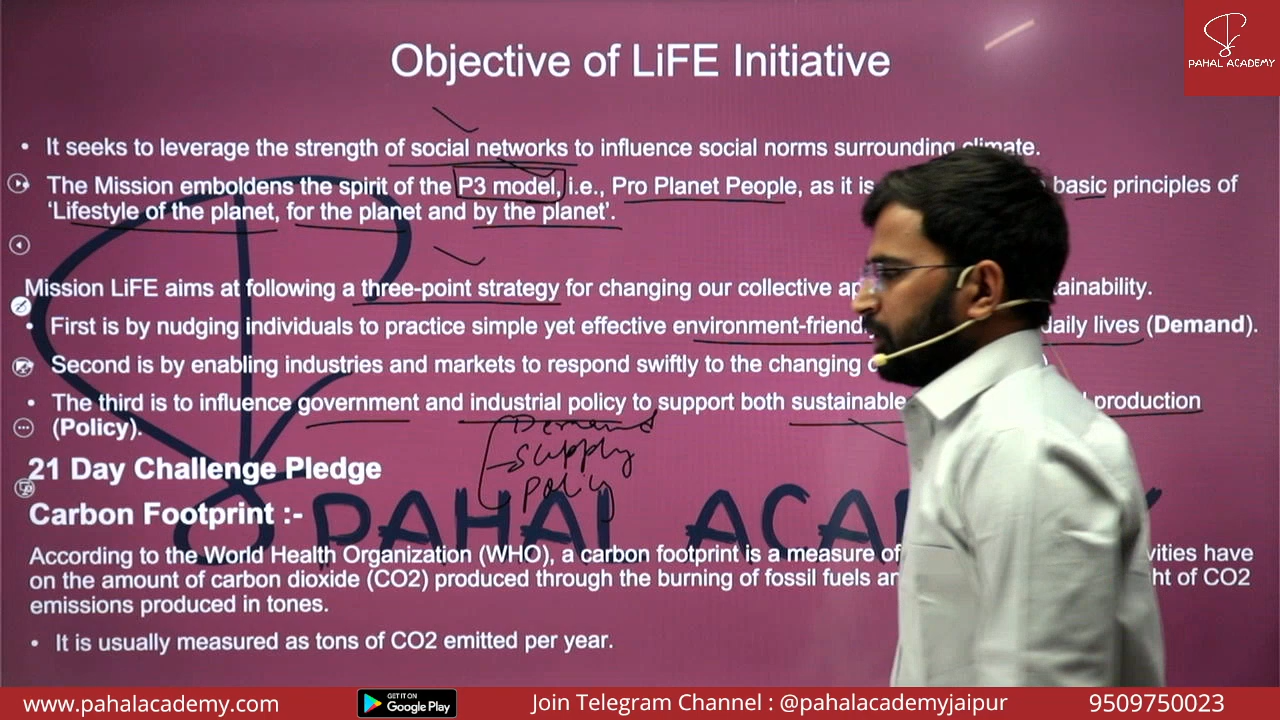 Objective of LiFE Initiative
PAHAL ACADEMY
• It seeks to leverage the strength of social networks to influence social norms surrounding climate.
The Mission emboldens the spirit of the P3 model, i.e., Pro Planet People, as it is basic principles of
‘Lifestyle of the planet, for the planet and by the planet’.
Mission LiFE aims at following a three-point strategy for changing our collective
• First is by nudging individuals to practice simple yet effective daily lives (Demand).
• Second is by enabling industries and markets to respond swiftly to the changing
• The third is to influence government and industrial policy to support both sustainable production
(Policy).
Demand
Supply
Policy
21 Day Challenge Pledge
PAHAL
Carbon Footprint :-
According to the World Health Organization (WHO), a carbon footprint is a measure of have
on the amount of carbon dioxide (CO2) produced through the burning of fossil fuels of CO2
emissions produced in tones.
• It is usually measured as tons of CO2 emitted per year.
www.pahalacademy.com
GET IT ON
Google Play
Join Telegram Channel : @pahalacademyjaipur
9509750023